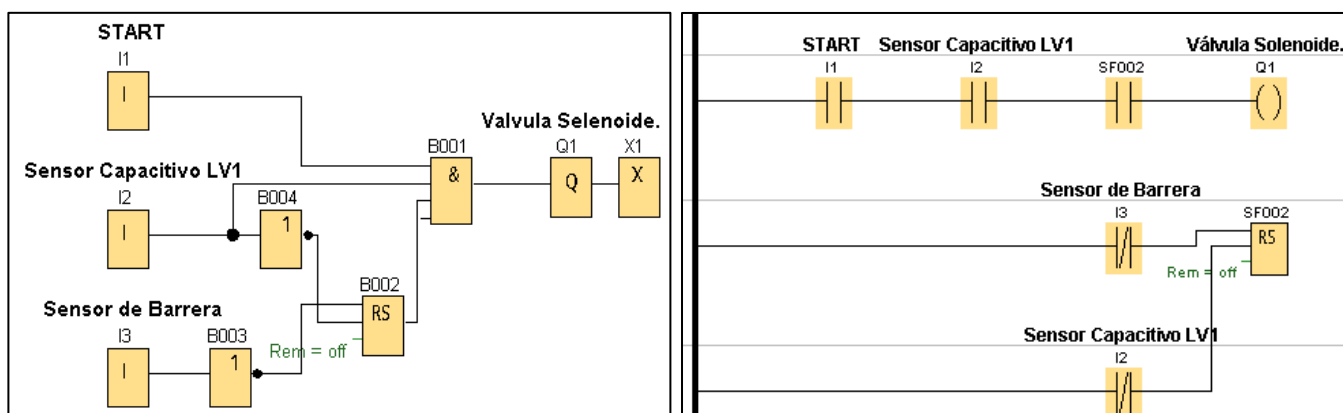 START
I1
I
Valvula Selenoide.
B001
&
Q1
Q
X1
X
Sensor Capacitivo LV1
I2
I
B004
1
B002
RS
Rem = off
Sensor de Barrera
I3
I
B003
1
START Sensor Capacitivo LV1 Válvula Solenoide.
I1 I2 SF002 Q1
Sensor de Barrera
I3
SF002
RS
Rem = off
Sensor Capacitivo LV1
I2